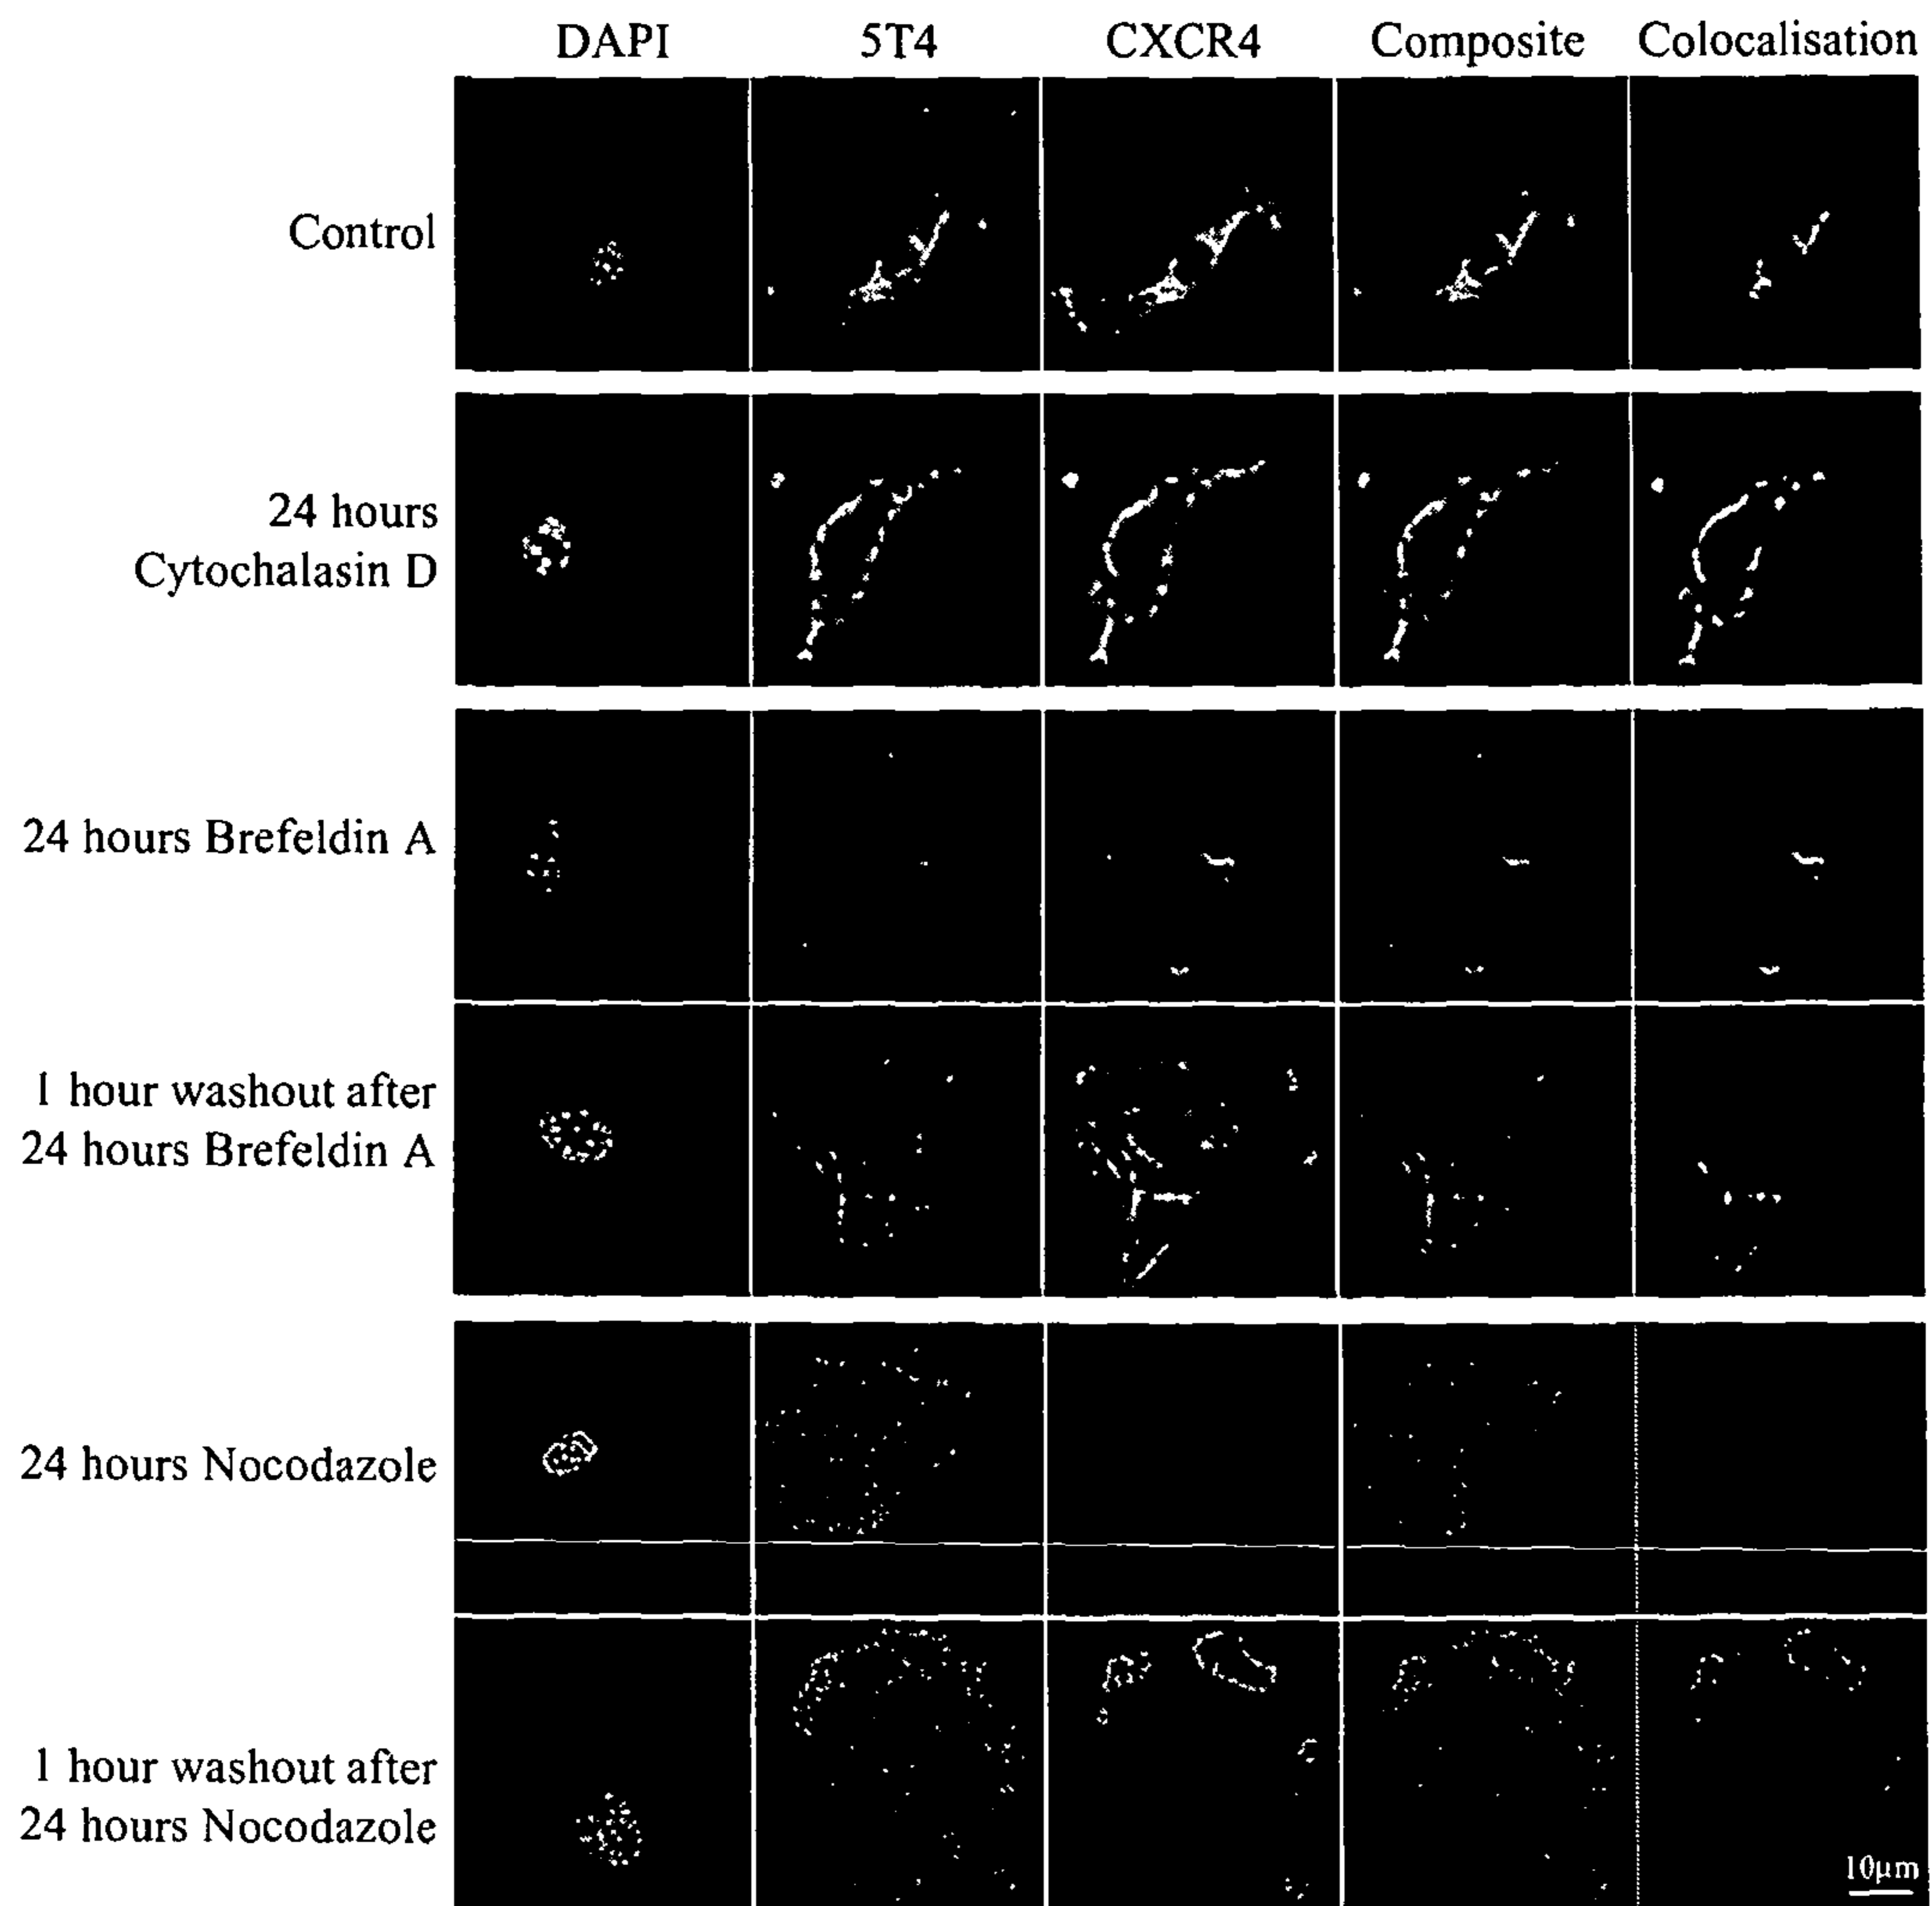 DAPI 5T4 CXCR4 Composite Colocalisation
Control
24 hours
Cytochalasin D
24 hours Brefeldin A
1 hour washout after
24 hours Brefeldin A
24 hours Nocodazole
1 hour washout after
24 hours Nocodazole
10µm